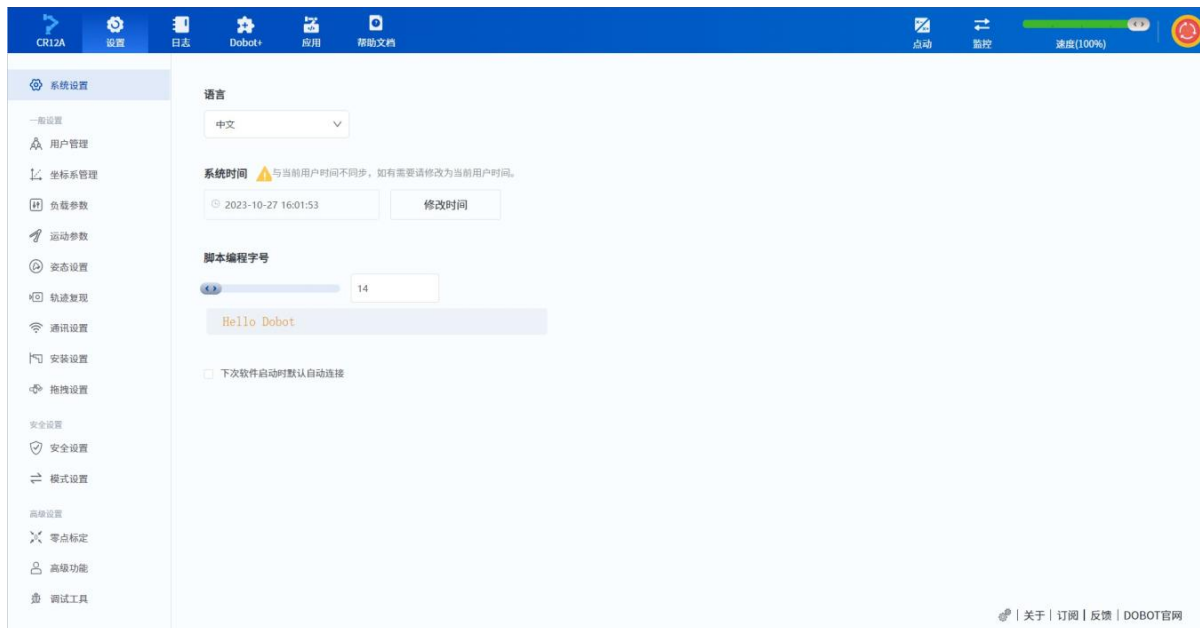 CR12A 设置 日志 Dobot+ 应用 帮助文档 点动 监控 速度(100%)
系统设置
一般设置
用户管理
坐标系管理
负载参数
运动参数
姿态设置
轨迹复现
通讯设置
安装设置
拖拽设置
安全设置
安全设置
模式设置
高级设置
零点标定
高级功能
调试工具
语言
中文
系统时间 与当前用户时间不同步，如有需要请修改为当前用户时间。
2023-10-27 16:01:53 修改时间
脚本编程字号
14
Hello Dobot
下次软件启动时默认自动连接
关于 | 订阅 | 反馈 | DOBOT官网